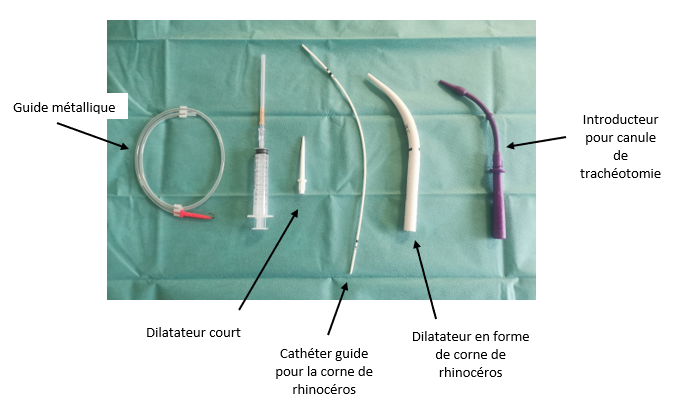 Guide métallique
Introducteur
pour canule
de
trachéotomie
Dilatateur court
Cathéter guide
pour la corne de
rhinocéros
Dilatateur en forme
de corne de
rhinocéros